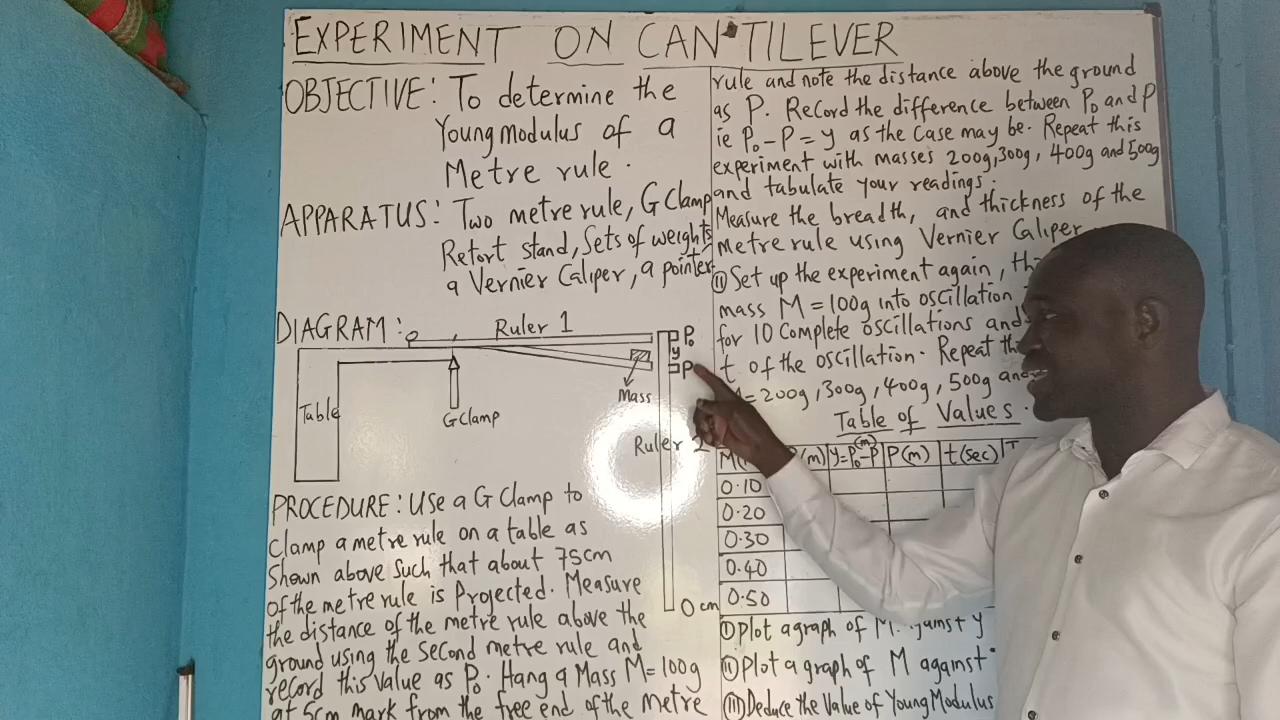 EXPERIMENT ON CANTILEVER
OBJECTIVE: To determine the
Young modulus of a
Metre rule.
APPARATUS: Two metre rule, G Clamp
Retort stand, Sets of weights,
a Vernier Caliper, a pointer
DIAGRAM:
Ruler 1
P₀
y
P
Mass
Table
G Clamp
Ruler 2
0 cm
PROCEDURE: Use a G Clamp to
Clamp a metre rule on a table as
Shown above such that about 75cm
of the metre rule is Projected. Measure
the distance of the metre rule above the
ground using the second metre rule and
record this value as P₀. Hang a Mass M=100g
at 5cm mark from the free end of the metre
rule and note the distance above the ground
as P. Record the difference between P₀ and P
ie P₀-P=y as the case may be. Repeat this
experiment with masses 200g,300g, 400g and 500g
and tabulate your readings.
Measure the breadth, and thickness of the
metre rule using Vernier Caliper
(ii) Set up the experiment again,
mass M=100g into oscillation
for 10 Complete oscillations and
t of the oscillation. Repeat
=200g,300g,400g,500g and
Table of Values.
(m) y=P₀-P(m) P(m) t(sec) T
0.10
0.20
0.30
0.40
0.50
(i) Plot a graph of M against y
(ii) Plot a graph of M against
(iii) Deduce the Value of Young Modulus